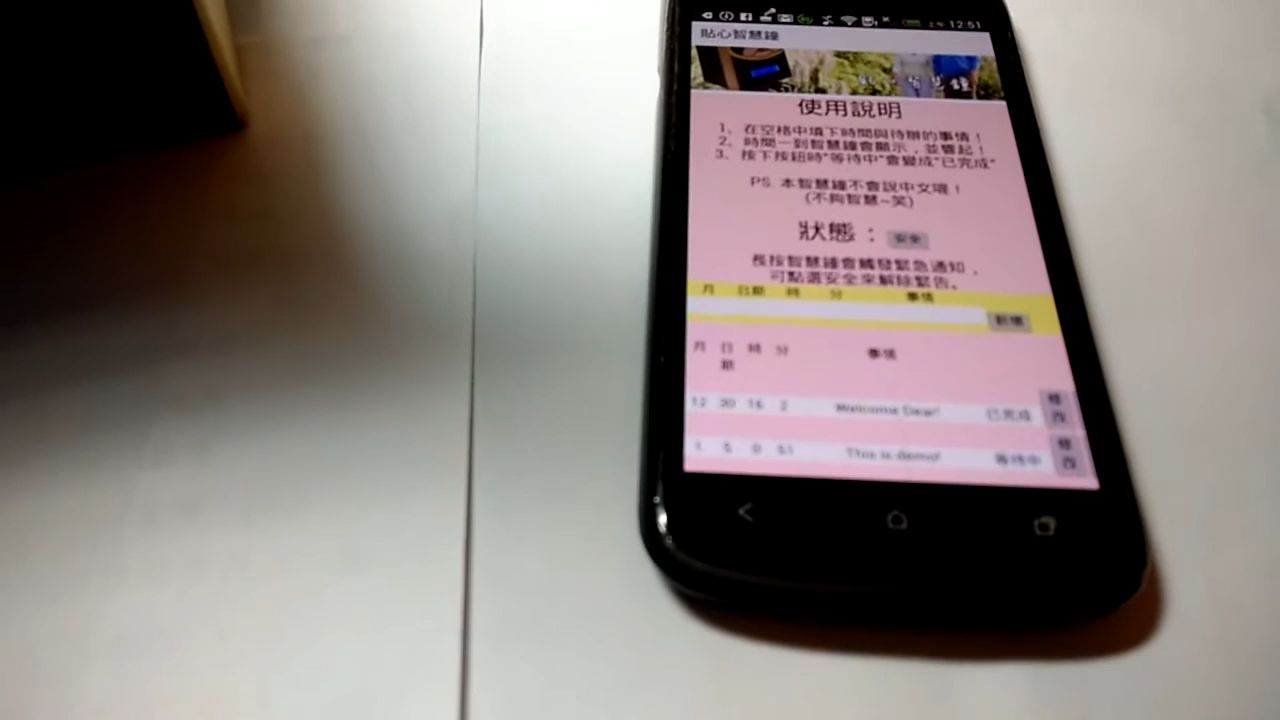 上午 12:51
貼心智慧鐘
使用說明
1、在空格中填下時間與待辦的事情！
2、時間一到智慧鐘會顯示，並響起！
3、按下按鈕時"等待中"會變成"已完成"
PS. 本智慧鐘不會說中文喔！
(不夠智慧~笑)
狀態： 安全
長按智慧鐘會觸發緊急通知，
可點選安全來解除緊告。
月 日期 時 分 事情
新增
月 日期 時 分 事情
12 30 16 2 Welcome Dear! 已完成 修改
1 5 0 51 This is demo! 等待中 修改